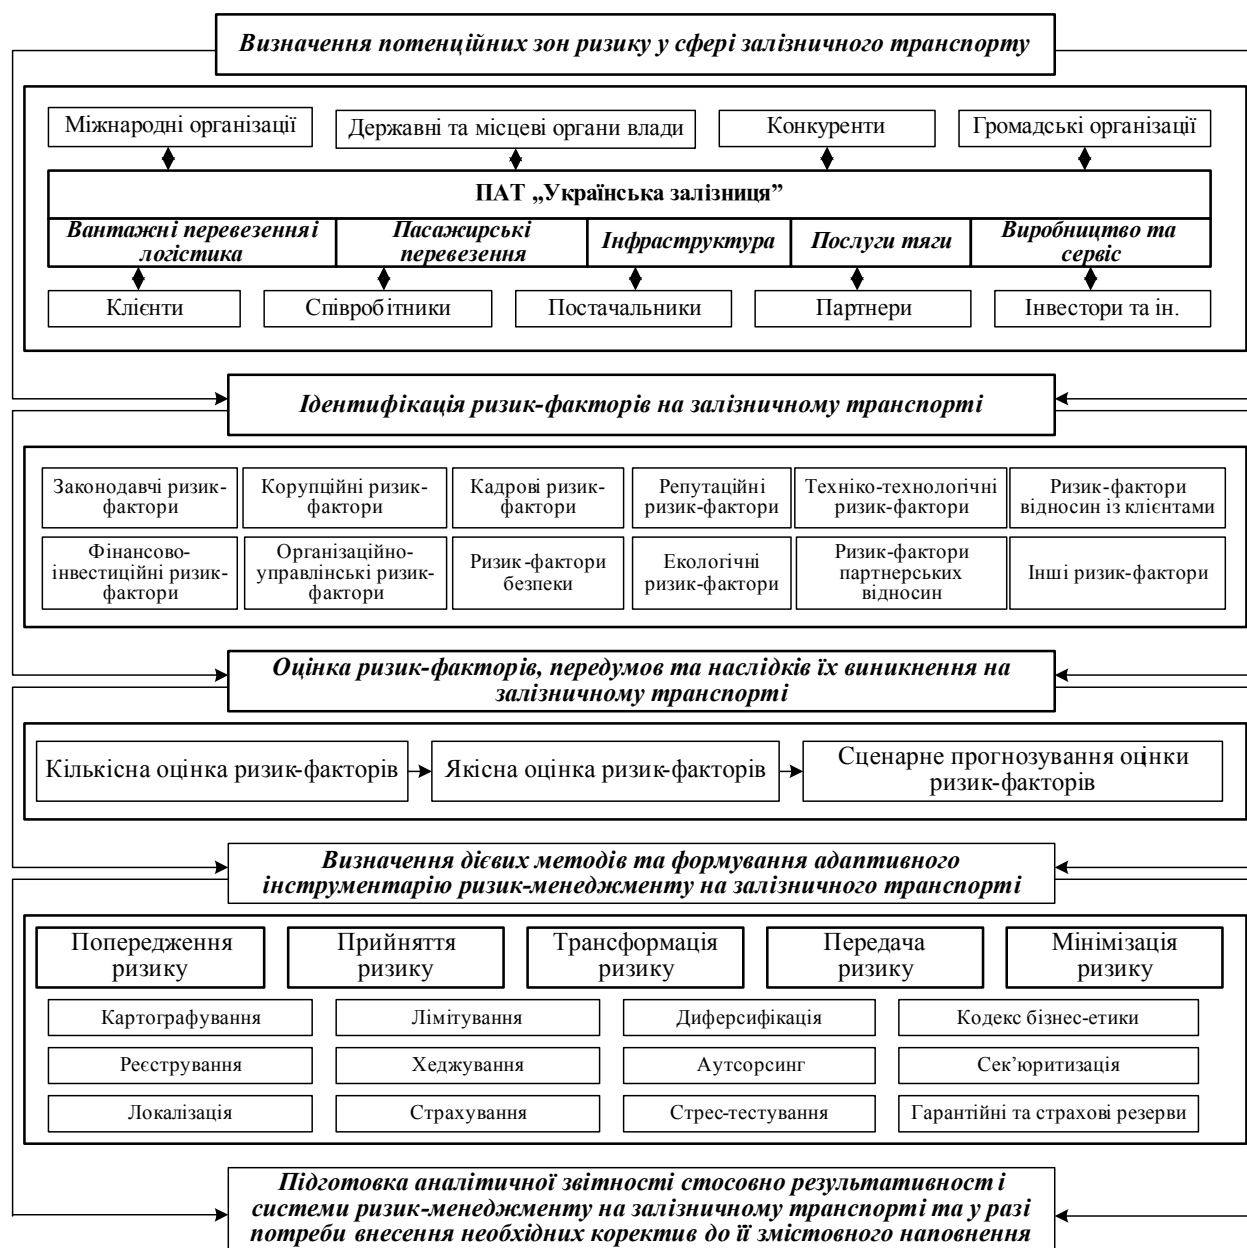 Визначення потенційних зон ризику у сфері залізничного транспорту
Міжнародні організації
Державні та місцеві органи влади
Конкуренти
Громадські організації
ПАТ „Українська залізниця”
Вантажні перевезенняі
логістика
Пасажирські
перевезення
Інфраструктура
Послуги тяги
Виробництво та
сервіс
Клієнти
Співробітники
Постачальники
Партнери
Інвестори та ін.
Ідентифікація ризик-факторів на залізничному транспорті
Законодавчі ризик-
фактори
Корупційні ризик-
фактори
Кадрові ризик-
фактори
Репутаційні
ризик-фактори
Техніко-технологічні
ризик-фактори
Ризик-фактори
відносин із клієнтами
Фінансово-
інвестиційні ризик-
фактори
Організаційно-
управлінські ризик-
фактори
Ризик-фактори
безпеки
Екологічні
ризик-фактори
Ризик-фактори
партнерських
відносин
Інші ризик-фактори
Оцінка ризик-факторів, передумов та наслідків їх виникнення на
залізничному транспорті
Кількісна оцінка ризик-факторів
Якісна оцінка ризик-факторів
Сценарне прогнозування оцінки
ризик-факторів
Визначення дієвих методів та формування адаптивного
інструментарію ризик-менеджменту на залізничного транспорті
Попередження
ризику
Прийняття
ризику
Трансформація
ризику
Передача
ризику
Мінімізація
ризику
Картографування
Лімітування
Диферсифікація
Кодекс бізнес-етики
Реєстрування
Хеджування
Аутсорсинг
Сек’юритизація
Локалізація
Страхування
Стрес-тестування
Гарантійні та страхові резерви
Підготовка аналітичної звітності стосовно результативності
системи ризик-менеджменту на залізничному транспорті та у разі
потреби внесення необхідних коректив до її змістовного наповнення